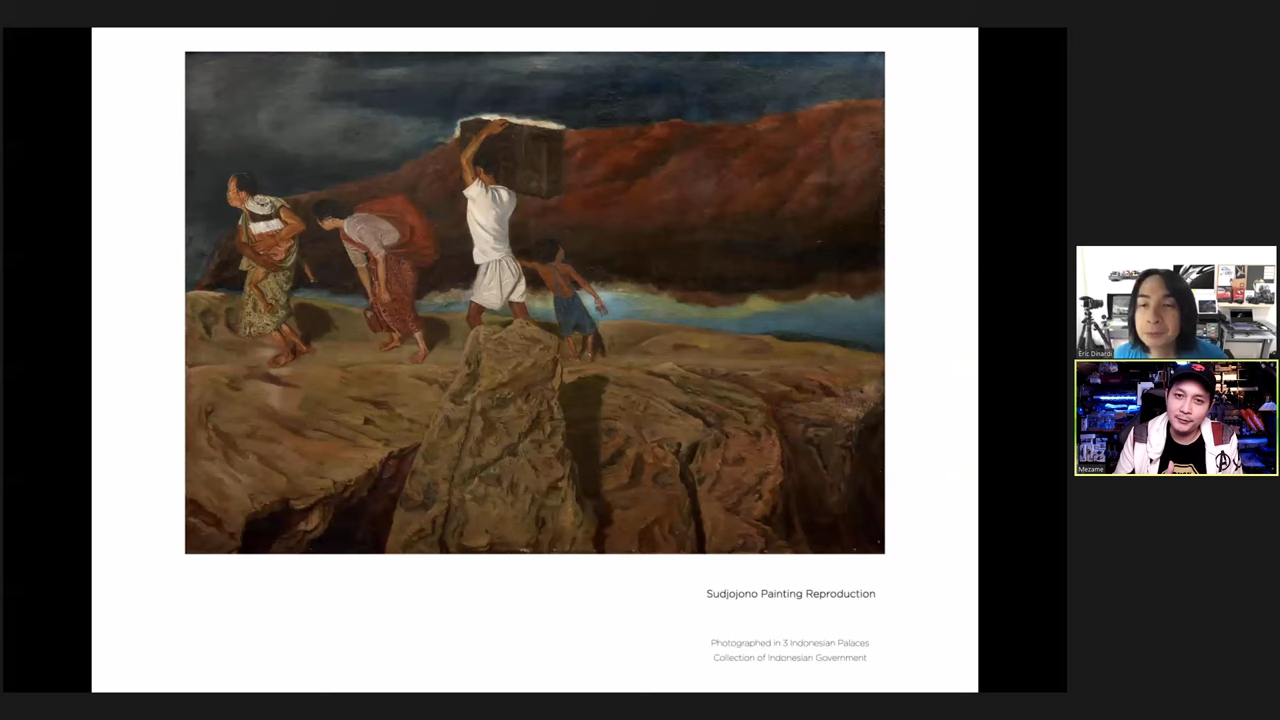 Sudjojono Painting Reproduction
Photographed in 3 Indonesian Palaces
Collection of Indonesian Government
Eric Dinardi
Mezame